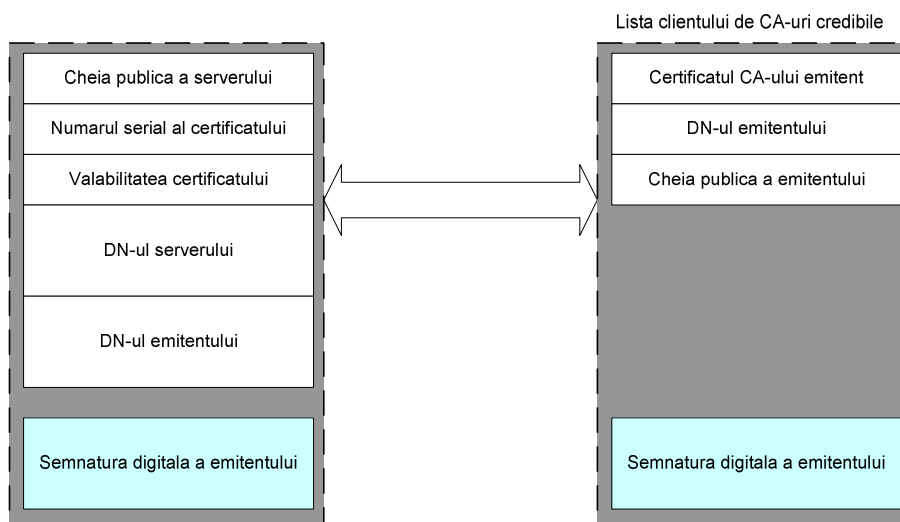 Lista clientului de CA-uri credibile
Cheia publica a serverului
Numarul serial al certificatului
Valabilitatea certificatului
DN-ul serverului
DN-ul emitentului
Semnatura digitala a emitentului
Certificatul CA-ului emitent
DN-ul emitentului
Cheia publica a emitentului
Semnatura digitala a emitentului